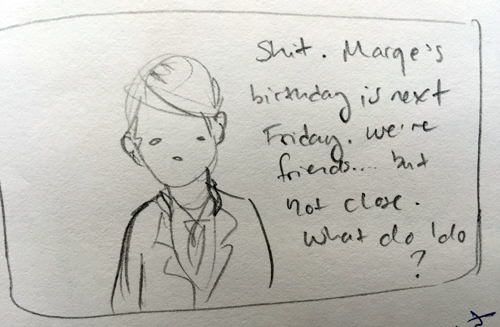 Shit. Marge's
birthday is next
Friday. we're
friends.... but
not close.
what do I do
?